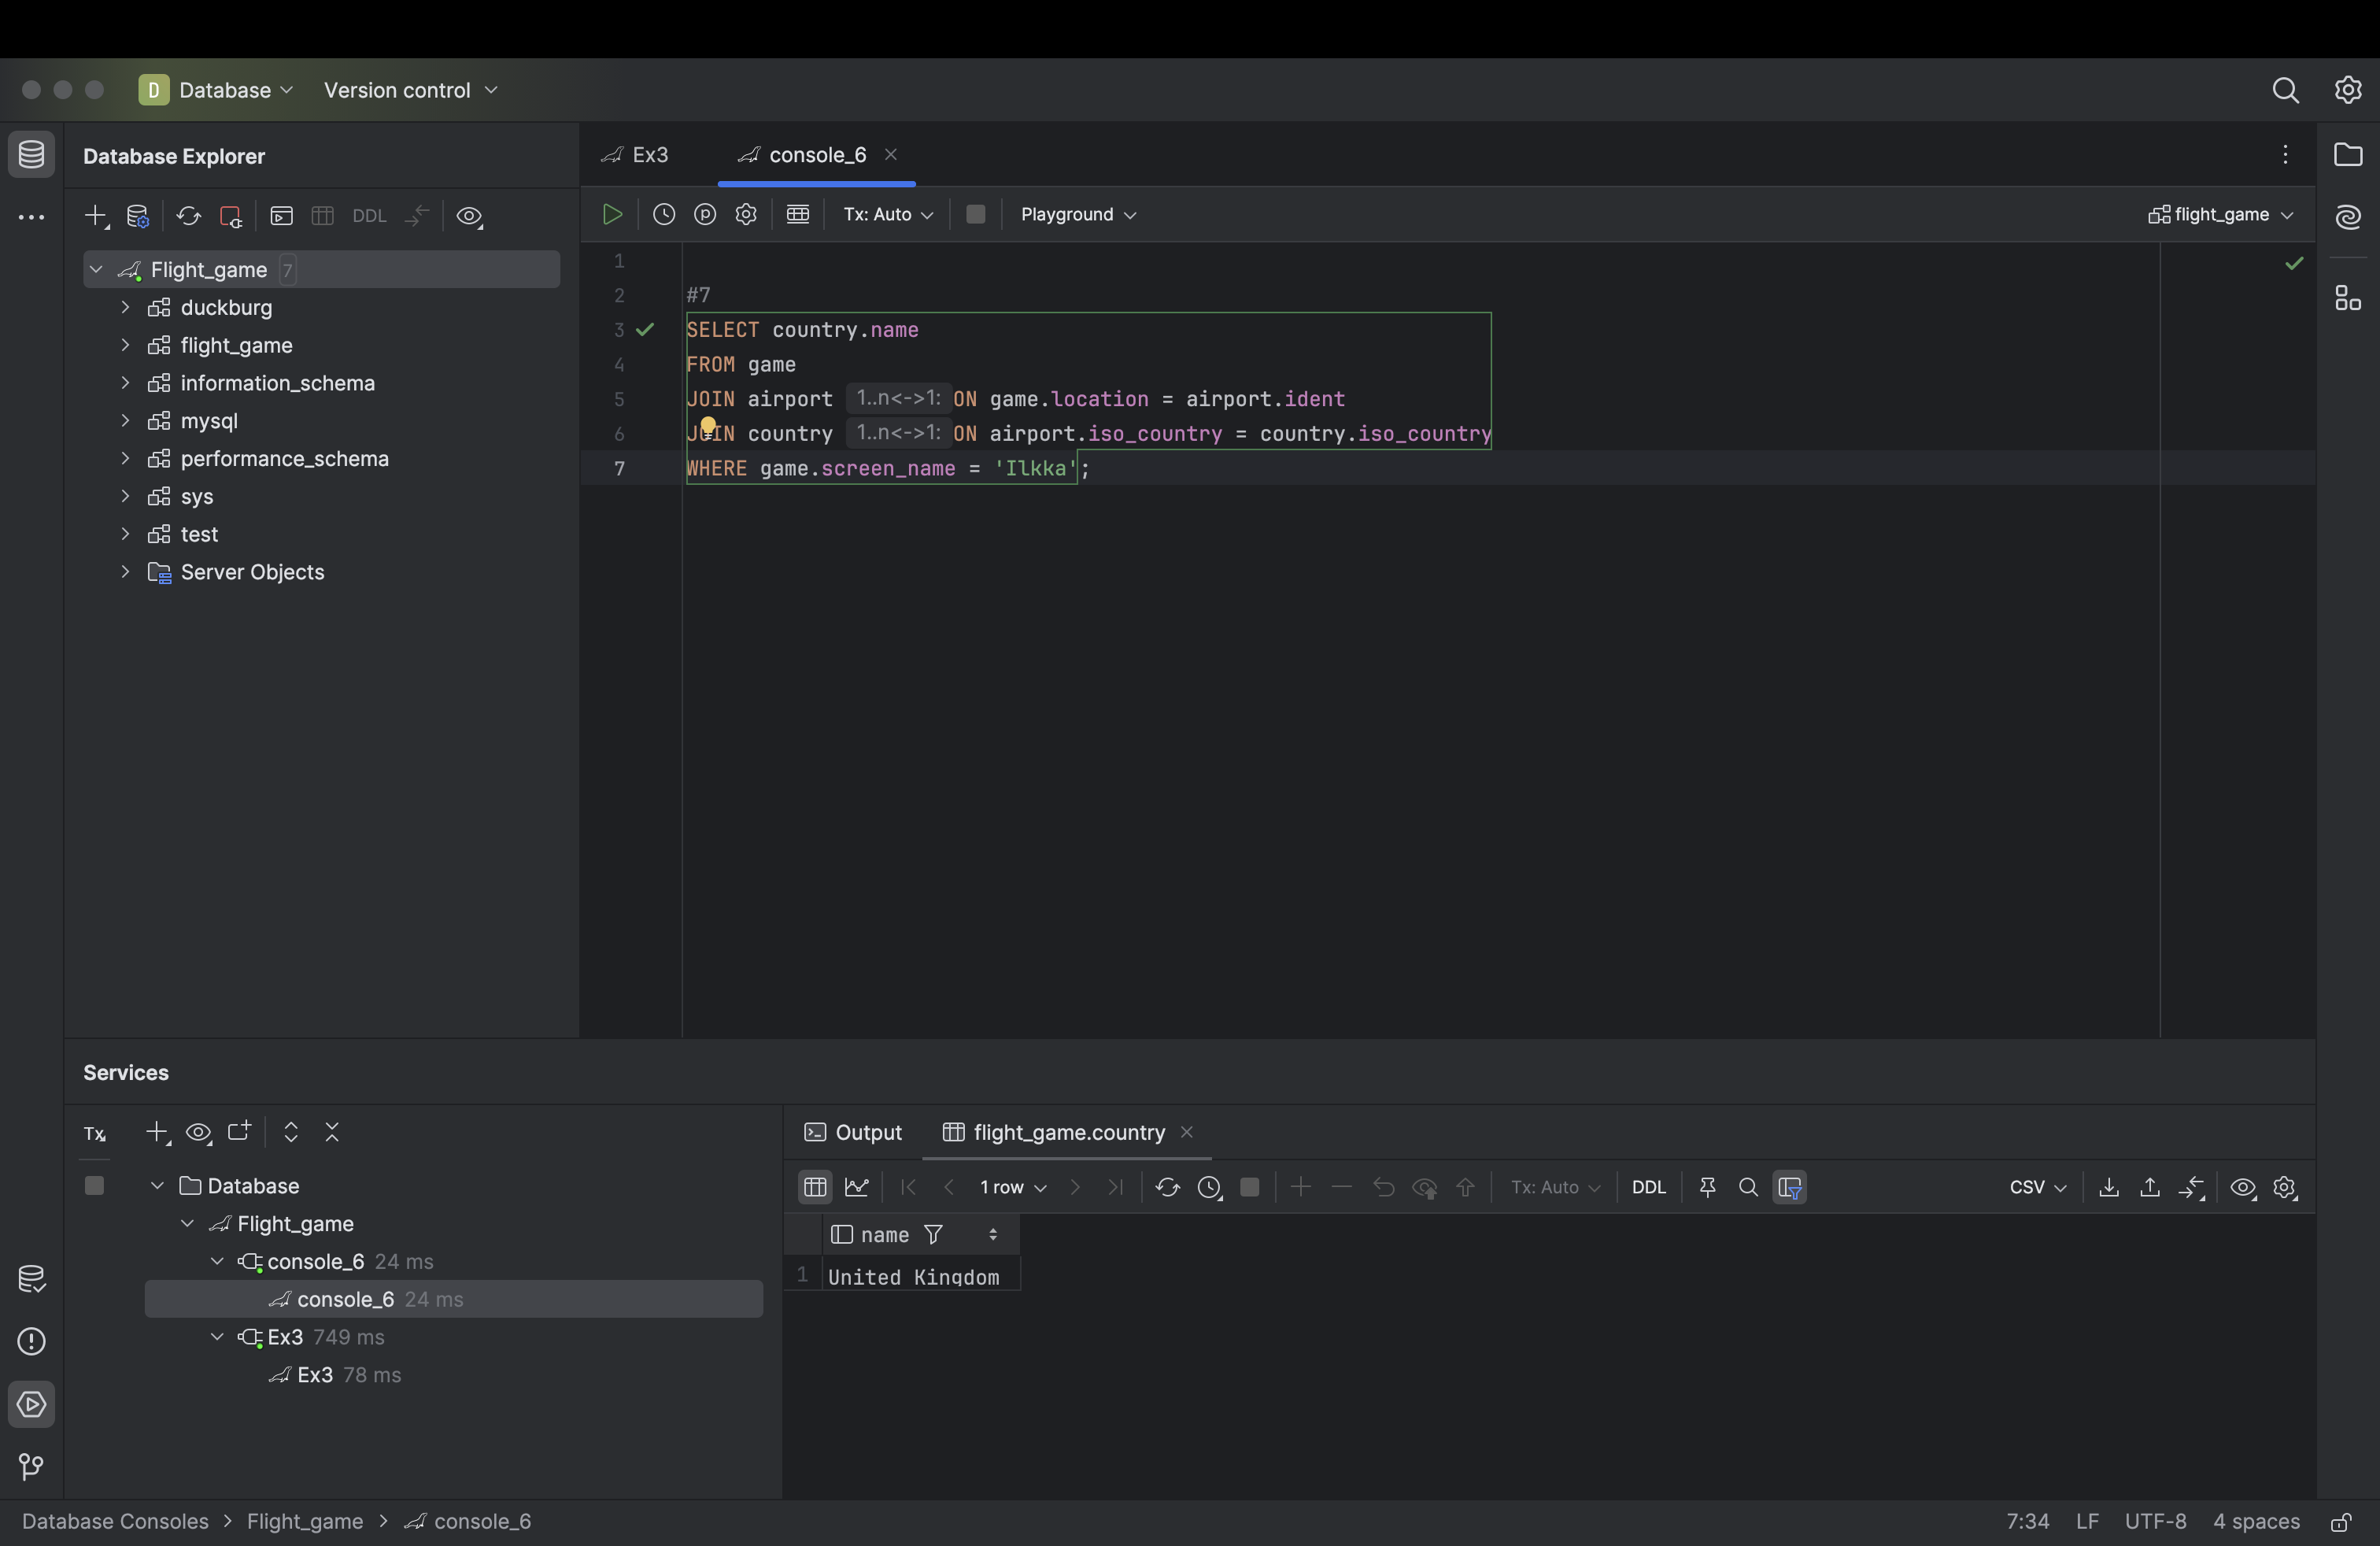 D Database Version control
Database Explorer
DDL
Flight_game 7
duckburg
flight_game
information_schema
mysql
performance_schema
sys
test
Server Objects
Ex3 console_6
Tx: Auto Playground flight_game
1
2 #7
3 SELECT country.name
4 FROM game
5 JOIN airport 1..n<->1: ON game.location = airport.ident
6 JOIN country 1..n<->1: ON airport.iso_country = country.iso_country
7 WHERE game.screen_name = 'Ilkka';
Services
Tx
Database
Flight_game
console_6 24 ms
console_6 24 ms
Ex3 749 ms
Ex3 78 ms
Output flight_game.country
1 row Tx: Auto DDL CSV
name
1 United Kingdom
Database Consoles > Flight_game > console_6
7:34 LF UTF-8 4 spaces